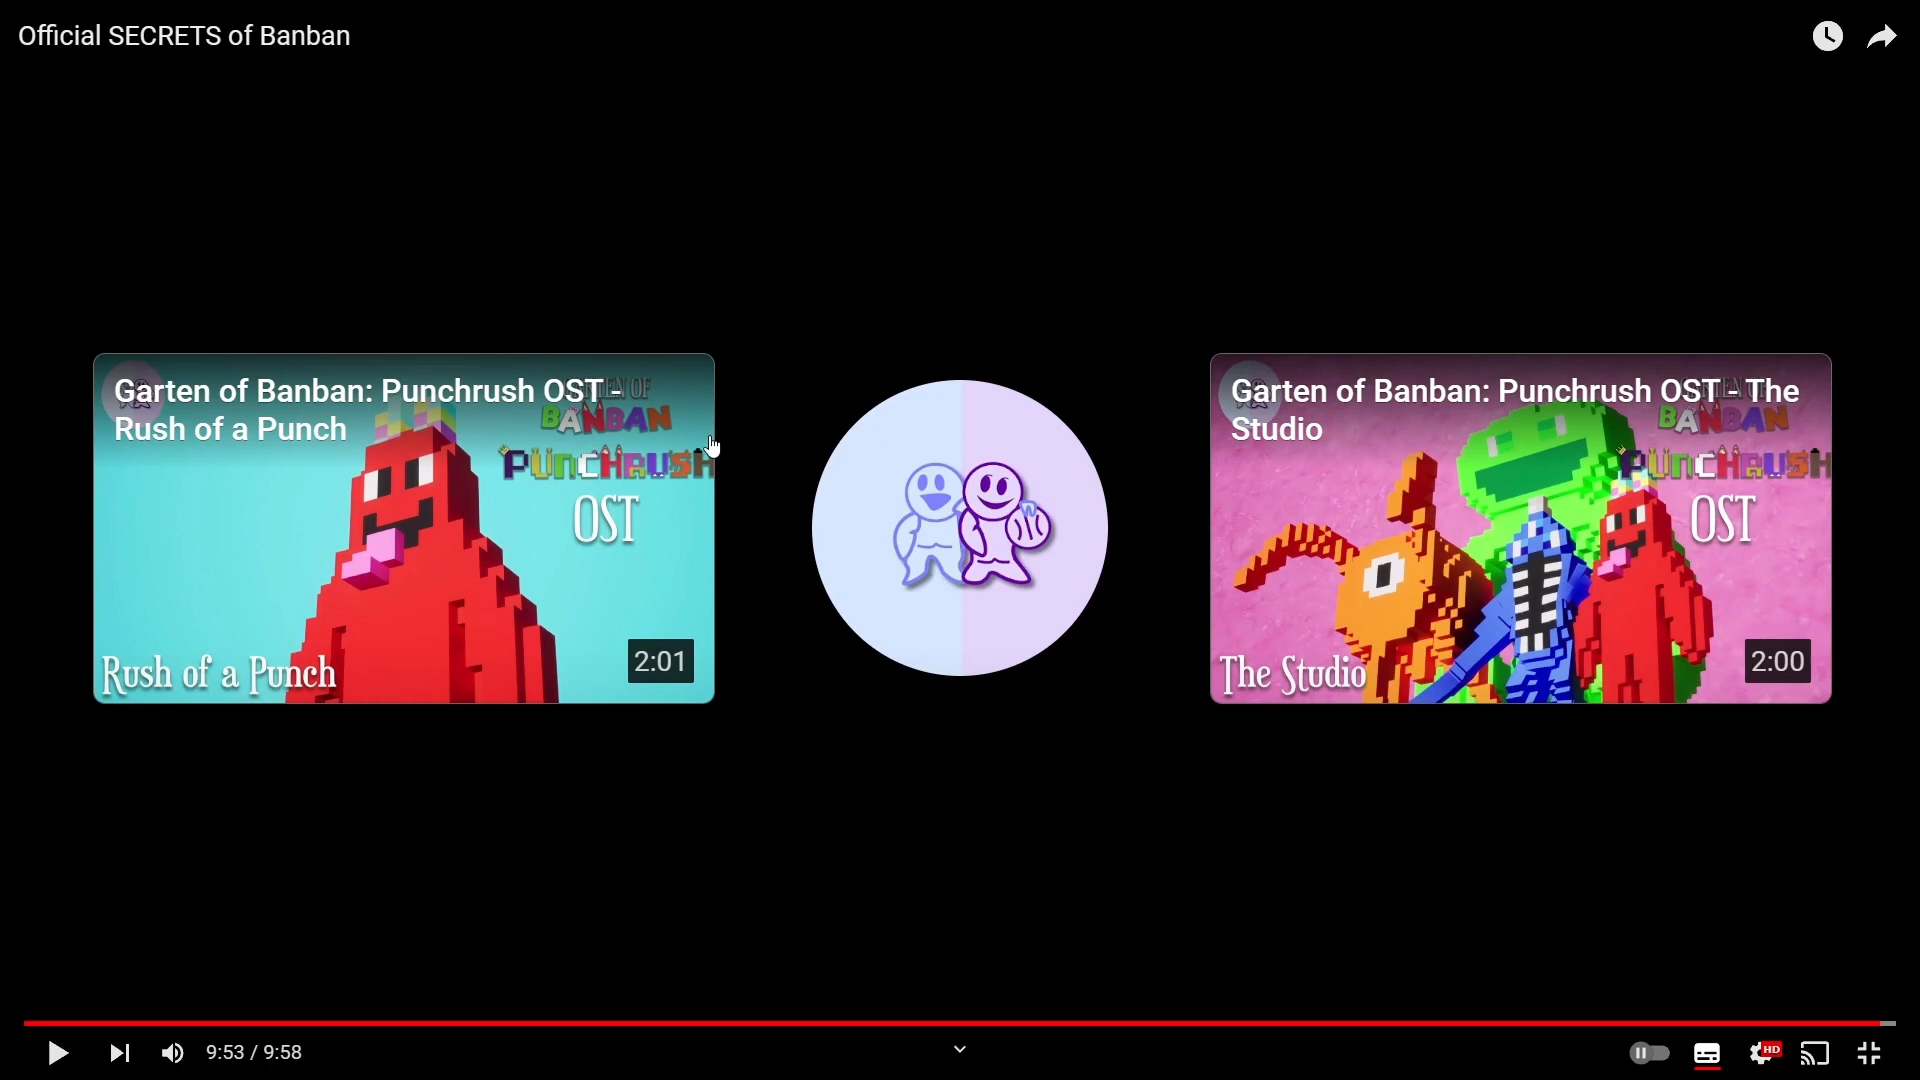 Official SECRETS of Banban
Garten of Banban: Punchrush OST -
Rush of a Punch
BANBAN
PUNCHRUSH
OST
Rush of a Punch
2:01
Garten of Banban: Punchrush OST - The
Studio
BANBAN
PUNCHRUSH
OST
The Studio
2:00
9:53 / 9:58
HD